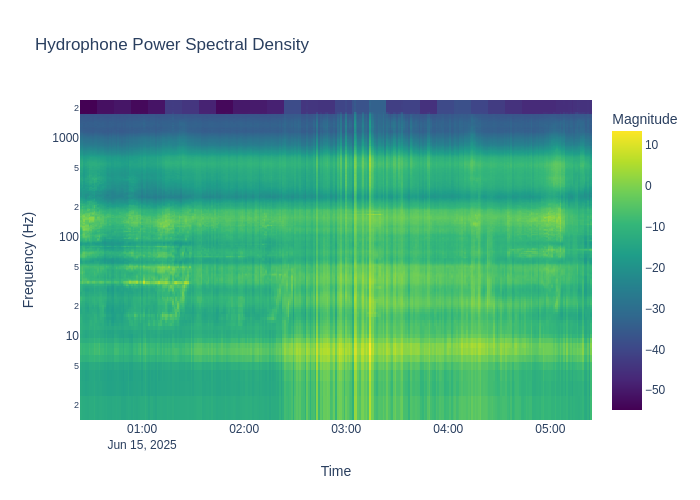 Hydrophone Power Spectral Density
Magnitude
2
1000
5
2
100
5
2
10
5
2
Frequency (Hz)
10
0
−10
−20
−30
−40
−50
01:00 02:00 03:00 04:00 05:00
Jun 15, 2025
Time